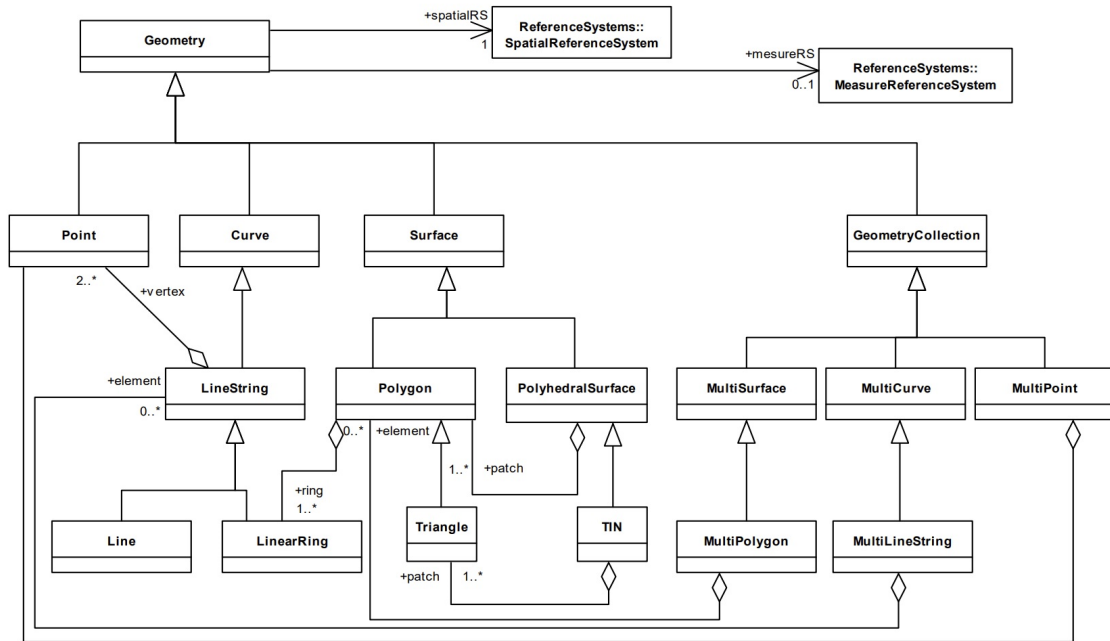 +spatialRS
1
ReferenceSystems::
SpatialReferenceSystem
Geometry
+mesureRS
0..1
ReferenceSystems::
MeasureReferenceSystem
Point
Curve
Surface
GeometryCollection
2..*
+vertex
+element
0..*
LineString
Polygon
PolyhedralSurface
MultiSurface
MultiCurve
MultiPoint
0..*
+element
1..*
+patch
+ring
1..*
Line
LinearRing
Triangle
TIN
MultiPolygon
MultiLineString
+patch
1..*